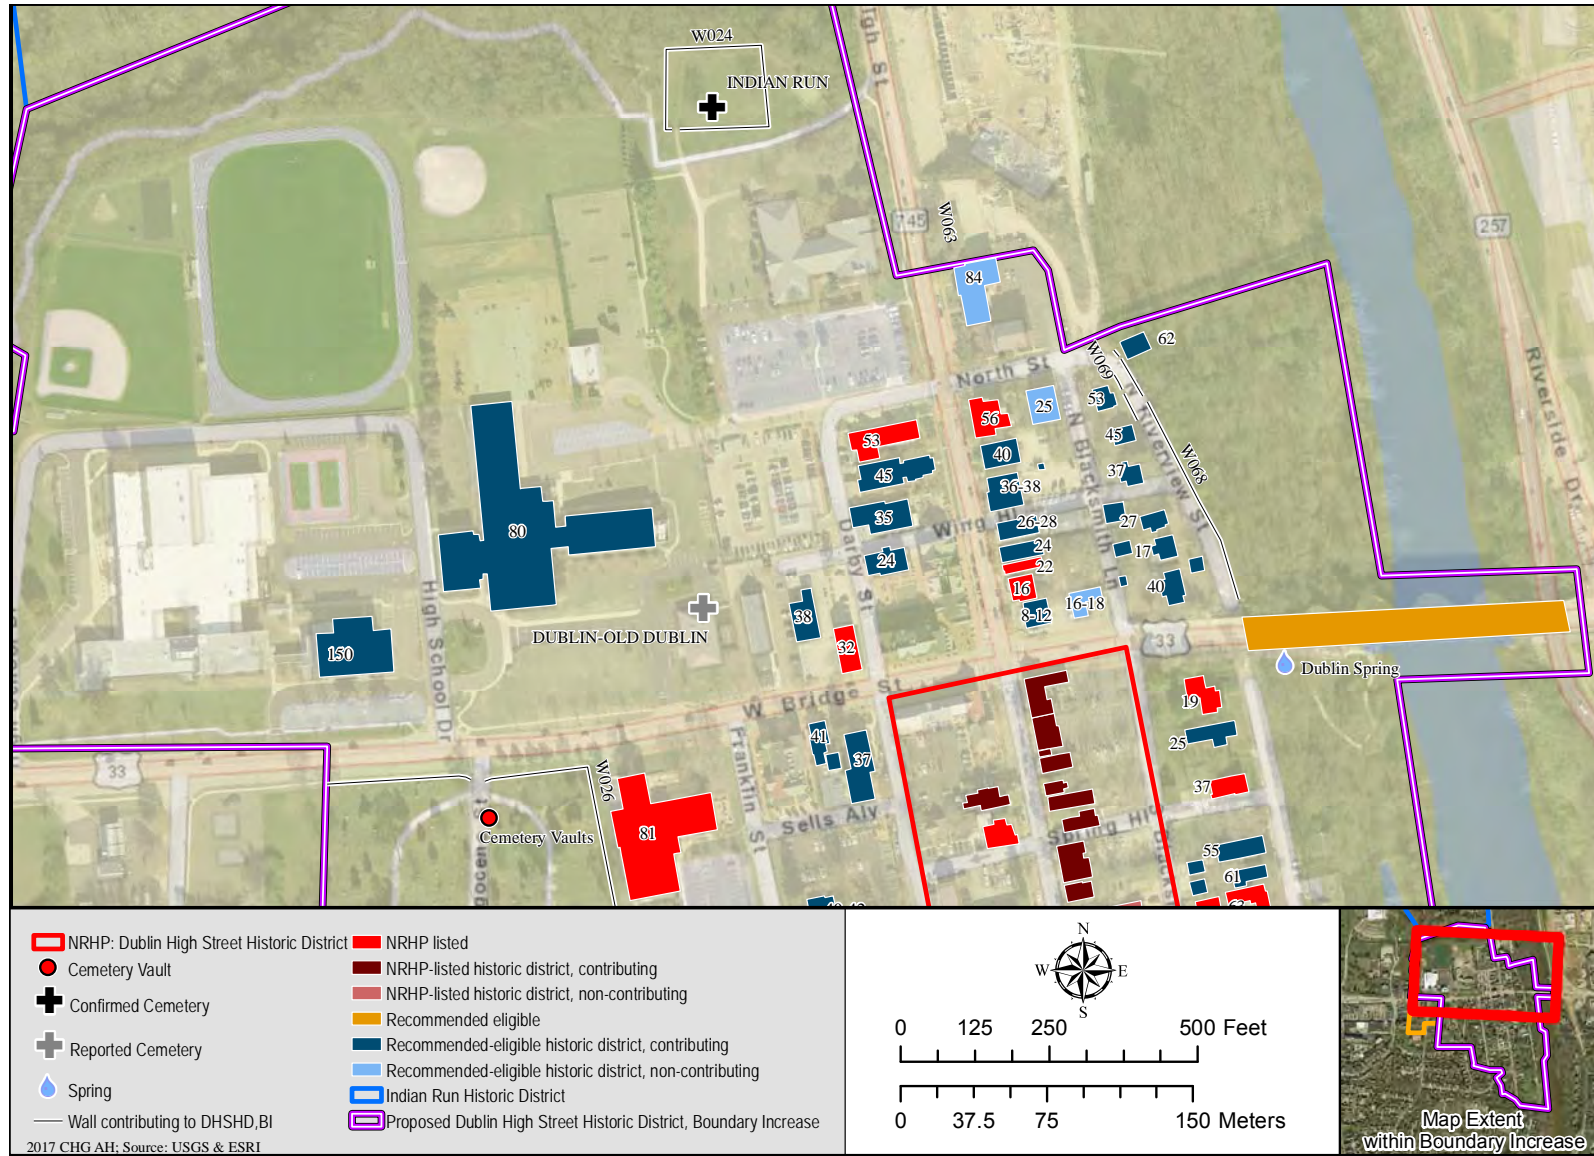 W024
INDIAN RUN
igh St
745
W063
257
84
62
W069
North St
N Riverview St
Riverside Dr
53
56
25
53
45
40
45
37
W068
36-38
N Blacksmith Ln
35
Wing Hl
26-28
27
80
24
24
17
22
Darby St
16
16-18
40
8-12
38
DUBLIN-OLD DUBLIN
32
33
150
High School Dr
Dublin Spring
W Bridge St
19
41
37
25
33
Franklin St
W026
37
Sells Aly
Spring Hl
81
Cemetery Vaults
55
61
NRHP: Dublin High Street Historic District
Cemetery Vault
Confirmed Cemetery
Reported Cemetery
Spring
Wall contributing to DHSHD,BI
2017 CHG AH; Source: USGS & ESRI
NRHP listed
NRHP-listed historic district, contributing
NRHP-listed historic district, non-contributing
Recommended eligible
Recommended-eligible historic district, contributing
Recommended-eligible historic district, non-contributing
Indian Run Historic District
Proposed Dublin High Street Historic District, Boundary Increase
N
W E
S
0 125 250 500 Feet
0 37.5 75 150 Meters
Map Extent
within Boundary Increase